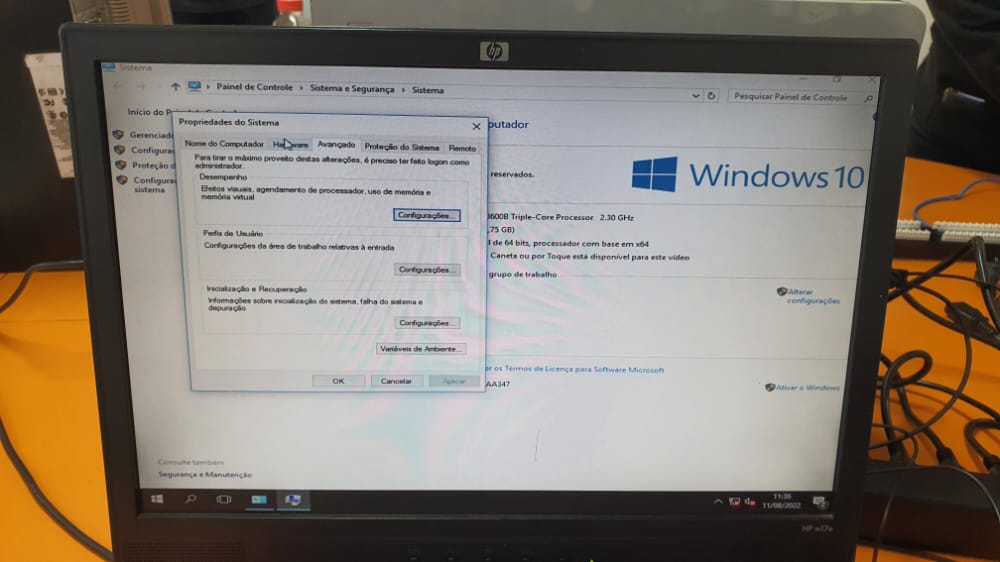 hp
Sistema
Painel de Controle > Sistema e Segurança > Sistema
Pesquisar Painel de Controle
Início do P
Gerenciad
Configura
Proteção d
Configura
sistema
Propriedades do Sistema
Nome do Computador Hardware Avançado Proteção do Sistema Remoto
Para tirar o máximo proveito destas alterações, é preciso ter feito logon como
administrador.
Desempenho
Efeitos visuais, agendamento de processador, uso de memória e
memória virtual
Configurações...
Perfis de Usuário
Configurações da área de trabalho relativas à entrada
Configurações...
Inicialização e Recuperação
Informações sobre inicialização do sistema, falha do sistema e
depuração
Configurações...
Variáveis de Ambiente...
OK Cancelar Aplicar
putador
reservados.
Windows 10
600B Triple-Core Processor 2.30 GHz
,75 GB)
l de 64 bits, processador com base em x64
Caneta ou por Toque está disponível para este vídeo
grupo de trabalho
Alterar
configurações
er os Termos de Licença para Software Microsoft
AA347
Ativar o Windows
Consulte também
Segurança e Manutenção
11:36
11/08/2022
HP w17e